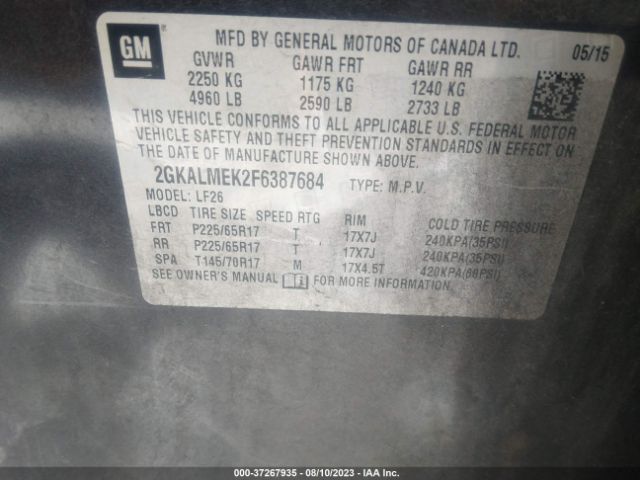 GM
MFD BY GENERAL MOTORS OF CANADA LTD. 05/15
GVWR GAWR FRT GAWR RR
2250 KG 1175 KG 1240 KG
4960 LB 2590 LB 2733 LB
THIS VEHICLE CONFORMS TO ALL APPLICABLE U.S. FEDERAL MOTOR
VEHICLE SAFETY AND THEFT PREVENTION STANDARDS IN EFFECT ON
THE DATE OF MANUFACTURE SHOWN ABOVE.
2GKALMEK2F6387684 TYPE: M.P.V.
MODEL: LF26
LBCD TIRE SIZE SPEED RTG RIM COLD TIRE PRESSURE
FRT P225/65R17 T 17X7J 240KPA(35PSI)
RR P225/65R17 T 17X7J 240KPA(35PSI)
SPA T145/70R17 M 17X4.5T 420KPA(60PSI)
SEE OWNER'S MANUAL FOR MORE INFORMATION.
000-37267935 - 08/10/2023 - IAA Inc.